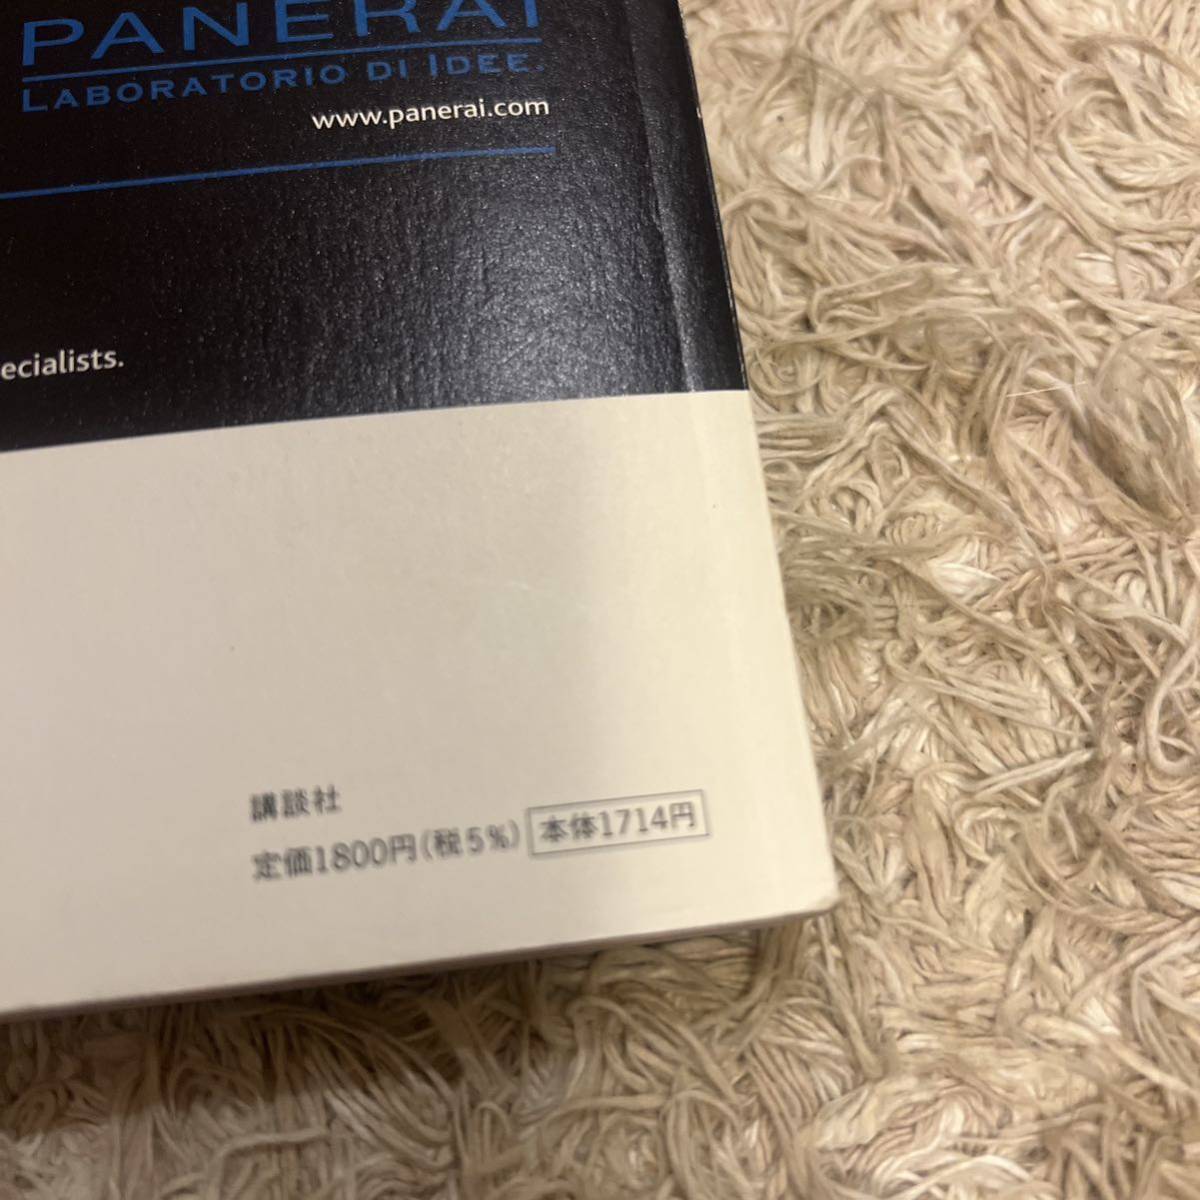 PANERAI
LABORATORIO DI IDEE.
www.panerai.com
ecialists.
講談社
定価1800円(税5%) 本体1714円